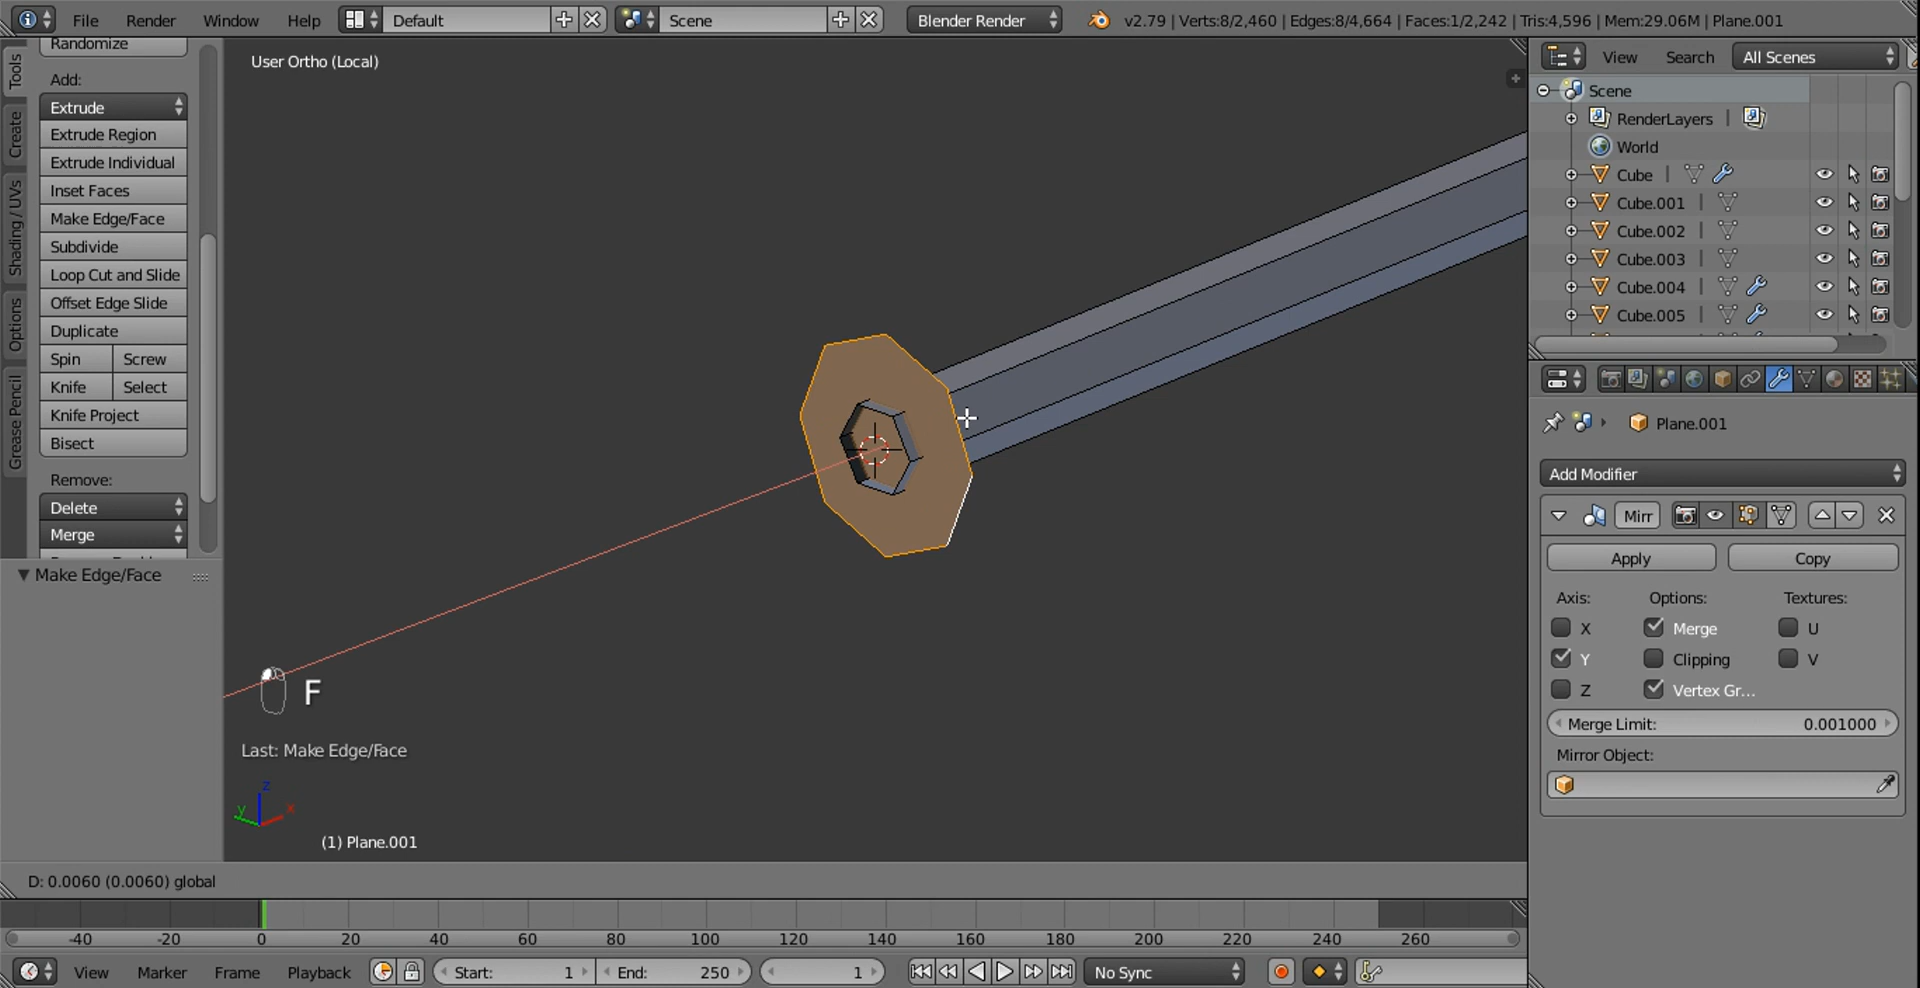 File Render Window Help Default Scene Blender Render v2.79 | Verts:8/2,460 | Edges:8/4,664 | Faces:1/2,242 | Tris:4,596 | Mem:29.06M | Plane.001
Randomize
Add:
Extrude
Extrude Region
Extrude Individual
Inset Faces
Make Edge/Face
Subdivide
Loop Cut and Slide
Offset Edge Slide
Duplicate
Spin Screw
Knife Select
Knife Project
Bisect
Remove:
Delete
Merge
Make Edge/Face
Tools
Create
Shading / UVs
Options
Grease Pencil
User Ortho (Local)
F
Last: Make Edge/Face
z
y x
(1) Plane.001
D: 0.0060 (0.0060) global
View Search All Scenes
Scene
RenderLayers |
World
Cube |
Cube.001 |
Cube.002 |
Cube.003 |
Cube.004 |
Cube.005 |
Plane.001
Add Modifier
Mirr
Apply Copy
Axis: Options: Textures:
X Merge U
Y Clipping V
Z Vertex Gr...
Merge Limit: 0.001000
Mirror Object:
-40 -20 0 20 40 60 80 100 120 140 160 180 200 220 240 260
View Marker Frame Playback Start: 1 End: 250 1 No Sync